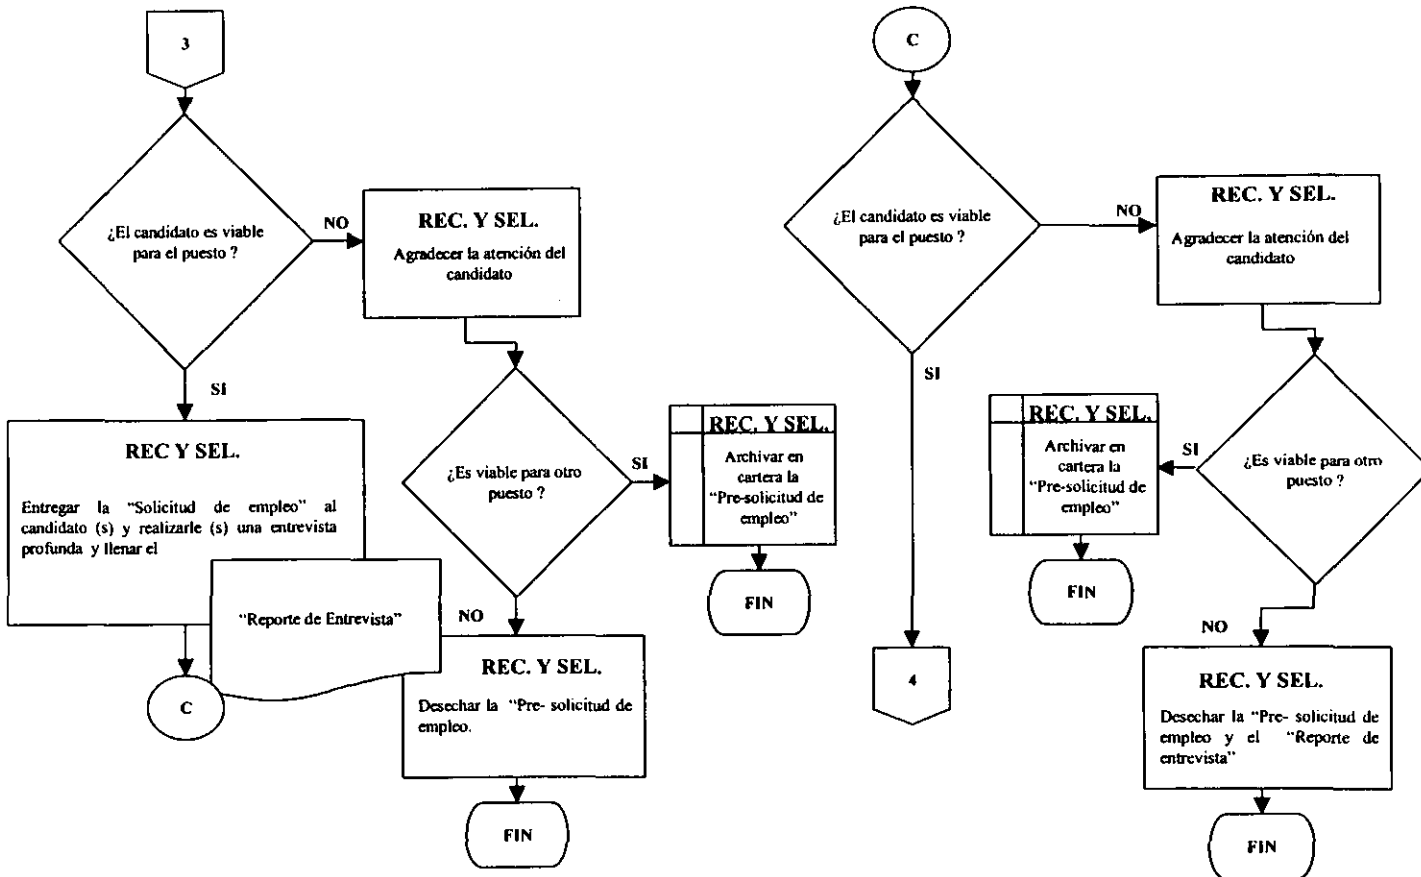 3
¿El candidato es viable
para el puesto ?
NO
REC. Y SEL.
Agradecer la atención del
candidato
SI
REC Y SEL.
Entregar la “Solicitud de empleo” al
candidato (s) y realizarle (s) una entrevista
profunda y llenar el
“Reporte de Entrevista”
C
¿Es viable para otro
puesto ?
SI
REC. Y SEL.
Archivar en
cartera la
“Pre-solicitud de
empleo”
FIN
NO
REC. Y SEL.
Desechar la “Pre- solicitud de
empleo.
FIN
C
¿El candidato es viable
para el puesto ?
NO
REC. Y SEL.
Agradecer la atención del
candidato
SI
4
¿Es viable para otro
puesto ?
SI
REC. Y SEL.
Archivar en
cartera la
“Pre-solicitud de
empleo”
FIN
NO
REC. Y SEL.
Desechar la “Pre- solicitud de
empleo y el “Reporte de
entrevista”
FIN